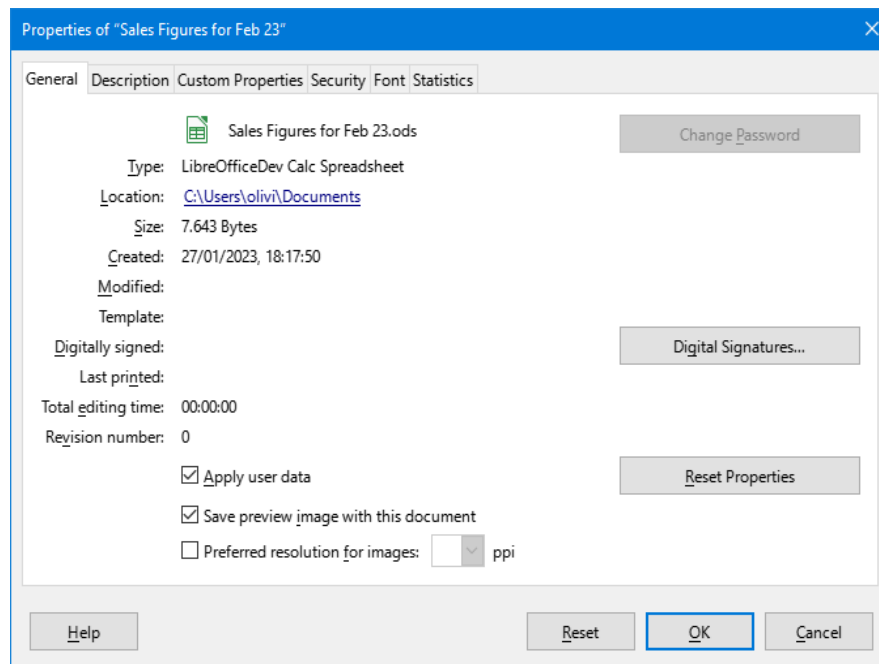 Properties of “Sales Figures for Feb 23”
General Description Custom Properties Security Font Statistics
Sales Figures for Feb 23.ods
Change Password
Type: LibreOfficeDev Calc Spreadsheet
Location: C:\Users\olivi\Documents
Size: 7.643 Bytes
Created: 27/01/2023, 18:17:50
Modified:
Template:
Digitally signed:
Digital Signatures...
Last printed:
Total editing time: 00:00:00
Revision number: 0
Apply user data
Reset Properties
Save preview image with this document
Preferred resolution for images: ppi
Help Reset OK Cancel